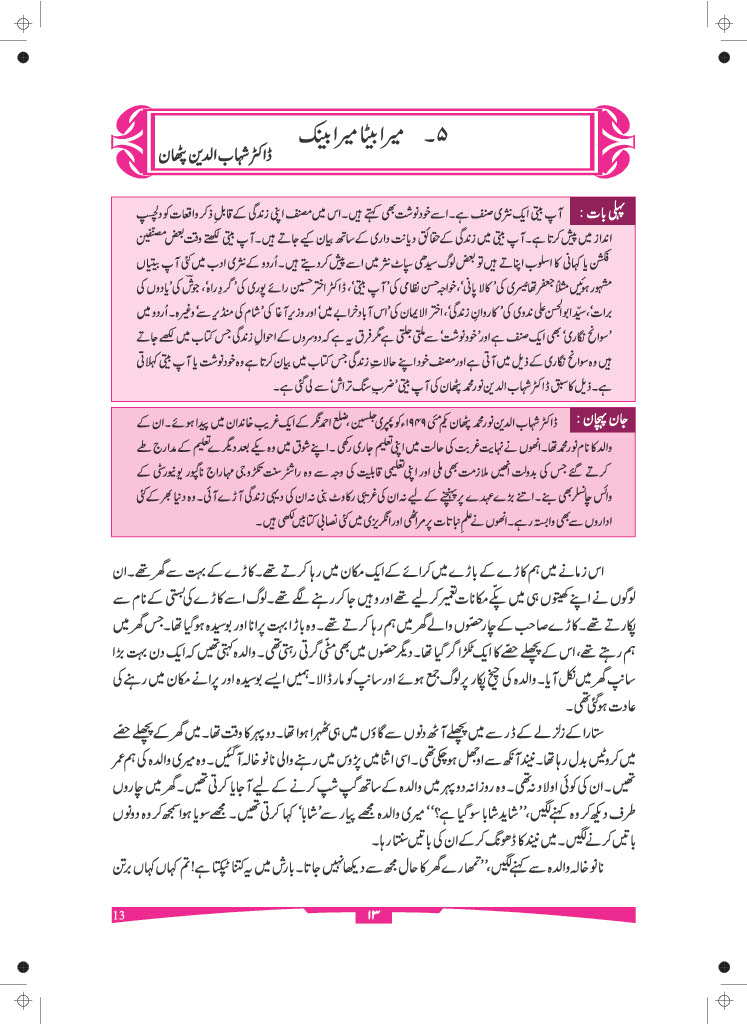 ۵۔ میرا بیٹا میرا بینک
ڈاکٹر شہاب الدین پٹھان
پہلی بات : آپ بیتی ایک نثری صنف ہے۔ اسے خودنوشت بھی کہتے ہیں۔ اس میں مصنف اپنی زندگی کے قابلِ ذکر واقعات کو دلچسپ
انداز میں پیش کرتا ہے۔ آپ بیتی میں زندگی کے حقائق دیانت داری کے ساتھ بیان کیے جاتے ہیں۔ آپ بیتی لکھتے وقت بعض مصنفین
فکشن یا کہانی کا اسلوب اپناتے ہیں تو بعض لوگ سیدھی سپاٹ نثر میں اسے پیش کر دیتے ہیں۔ اُردو کے نثری ادب میں کئی آپ بیتیاں
مشہور ہوئیں مثلاً جعفر تھانیسری کی ’کالا پانی‘، خواجہ حسن نظامی کی ’آپ بیتی‘، ڈاکٹر اختر حسین رائے پوری کی ’گردِ راہ‘، جوشؔ کی ’یادوں کی
برات‘، سیّد ابوالحسن علی ندوی کی ’کاروانِ زندگی‘، اختر الایمان کی ’اس آباد خرابے میں‘ اور وزیر آغا کی ’شام کی منڈیر سے‘ وغیرہ۔ اُردو میں
’سوانح نگاری‘ بھی ایک صنف ہے اور ’خودنوشت‘ سے ملتی جلتی ہے مگر فرق یہ ہے کہ دوسروں کے احوالِ زندگی جس کتاب میں لکھے جاتے
ہیں وہ سوانح نگاری کے ذیل میں آتی ہے اور مصنف خود اپنے حالاتِ زندگی جس کتاب میں بیان کرتا ہے وہ خودنوشت یا آپ بیتی کہلاتی
ہے۔ ذیل کا سبق ڈاکٹر شہاب الدین نور محمد پٹھان کی آپ بیتی ’ضربِ سنگ تراش‘ سے لی گئی ہے۔
جان پہچان : ڈاکٹر شہاب الدین نور محمد پٹھان یکم مئی ۱۹۴۹ء کو پیپری جلسین، ضلع احمد نگر کے ایک غریب خاندان میں پیدا ہوئے۔ ان کے
والد کا نام نور محمد تھا۔ انھوں نے نہایت غربت کی حالت میں اپنی تعلیم جاری رکھی۔ اپنے شوق میں وہ یکے بعد دیگرے تعلیم کے مدارج طے
کرتے گئے جس کی بدولت انھیں ملازمت بھی ملی اور اپنی تعلیمی قابلیت کی وجہ سے وہ راشٹر سنت تکڑوجی مہاراج ناگپور یونیورسٹی کے
وائس چانسلر بھی بنے۔ اتنے بڑے عہدے پر پہنچنے کے لیے نہ ان کی غریبی رکاوٹ بنی نہ ان کی دیہی زندگی آڑے آئی۔ وہ دنیا بھر کے کئی
اداروں سے بھی وابستہ رہے۔ انھوں نے علمِ نباتات پر مراٹھی اور انگریزی میں کئی نصابی کتابیں لکھی ہیں۔
اس زمانے میں ہم کاڑے کے باڑے میں کرائے کے ایک مکان میں رہا کرتے تھے۔ کاڑے کے بہت سے گھر تھے۔ ان
لوگوں نے اپنے کھیتوں ہی میں پکّے مکانات تعمیر کر لیے تھے اور وہیں جا کر رہنے لگے تھے۔ لوگ اسے کاڑے کی بستی کے نام سے
پکارتے تھے۔ کاڑے صاحب کے چار حصّوں والے گھر میں ہم رہا کرتے تھے۔ وہ باڑا بہت پرانا اور بوسیدہ ہو گیا تھا۔ جس گھر میں
ہم رہتے تھے، اس کے پچھلے حصّے کا ایک ٹکڑا گر گیا تھا۔ دیگر حصّوں میں بھی مٹّی گرتی رہتی تھی۔ والدہ کہتی تھیں کہ ایک دن بہت بڑا
سانپ گھر میں نکل آیا۔ والدہ کی چیخ پکار پر لوگ جمع ہوئے اور سانپ کو مار ڈالا۔ ہمیں ایسے بوسیدہ اور پرانے مکان میں رہنے کی
عادت ہو گئی تھی۔
ستارا کے زلزلے کے ڈر سے میں پچھلے آٹھ دنوں سے گاؤں میں ہی ٹھہرا ہوا تھا۔ دوپہر کا وقت تھا۔ میں گھر کے پچھلے حصّے
میں کروٹیں بدل رہا تھا۔ نیند آنکھ سے اوجھل ہو چکی تھی۔ اسی اثنا میں پڑوس میں رہنے والی نانو خالہ آ گئیں۔ وہ میری والدہ کی ہم عمر
تھیں۔ ان کی کوئی اولاد نہ تھی۔ وہ روزانہ دوپہر میں والدہ کے ساتھ گپ شپ کرنے کے لیے آ جایا کرتی تھیں۔ گھر میں چاروں
طرف دیکھ کر وہ کہنے لگیں، ’’شاید شابا سو گیا ہے؟‘‘ میری والدہ مجھے پیار سے ’شابا‘ کہا کرتی تھیں۔ مجھے سویا ہوا سمجھ کر وہ دونوں
باتیں کرنے لگیں۔ میں نیند کا ڈھونگ کر کے ان کی باتیں سنتا رہا۔
نانو خالہ والدہ سے کہنے لگیں، ’’تمھارے گھر کا حال مجھ سے دیکھا نہیں جاتا۔ بارش میں یہ کتنا ٹپکتا ہے! تم کہاں کہاں برتن
۱۳
13